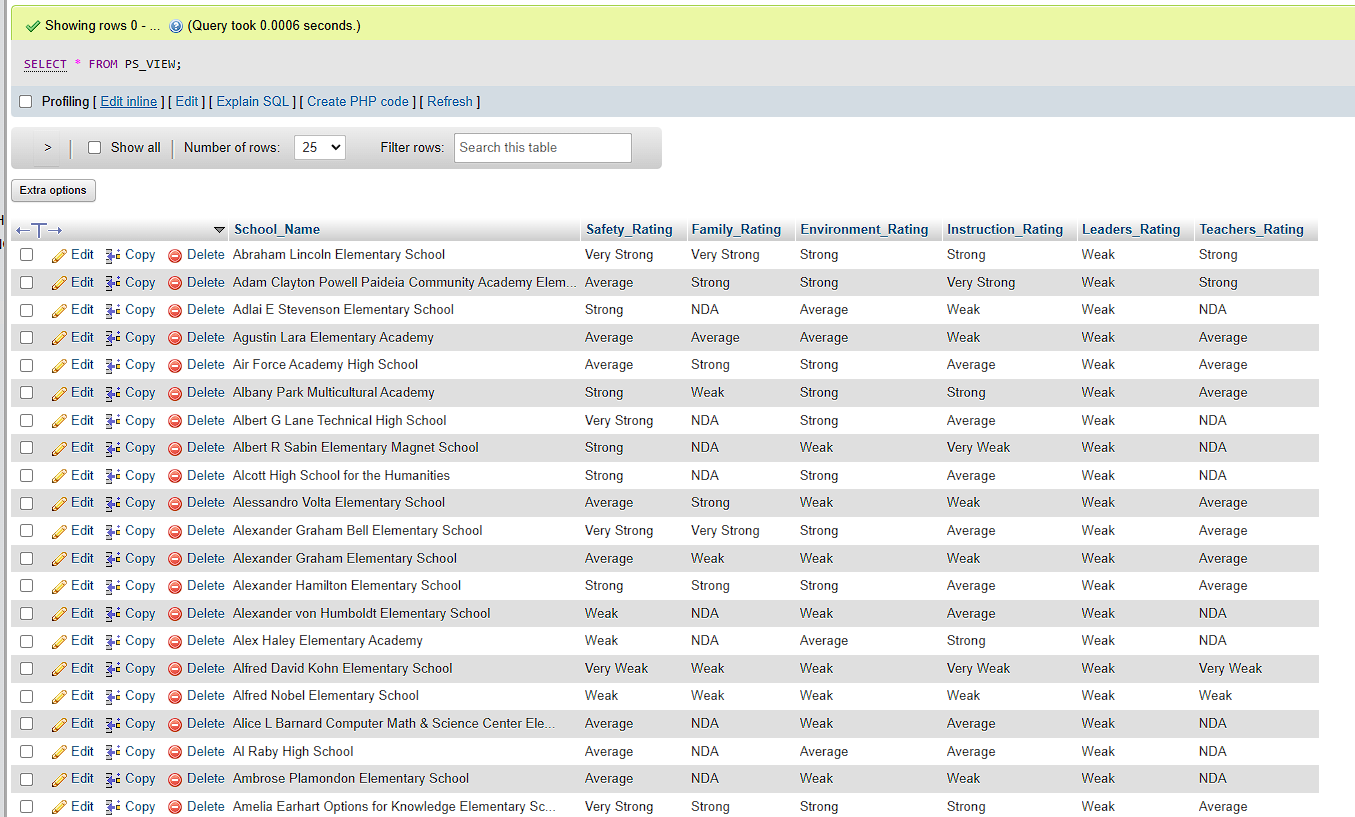 Showing rows 0 - ... (Query took 0.0006 seconds.)
SELECT * FROM PS_VIEW;
Profiling [ Edit inline ] [ Edit ] [ Explain SQL ] [ Create PHP code ] [ Refresh ]
> | Show all | Number of rows: 25 Filter rows: Search this table
Extra options
School_Name Safety_Rating Family_Rating Environment_Rating Instruction_Rating Leaders_Rating Teachers_Rating
Edit Copy Delete Abraham Lincoln Elementary School Very Strong Very Strong Strong Strong Weak Strong
Edit Copy Delete Adam Clayton Powell Paideia Community Academy Elem... Average Strong Strong Very Strong Weak Strong
Edit Copy Delete Adlai E Stevenson Elementary School Strong NDA Average Weak Weak NDA
Edit Copy Delete Agustin Lara Elementary Academy Average Average Average Weak Weak Average
Edit Copy Delete Air Force Academy High School Average Strong Strong Average Weak Average
Edit Copy Delete Albany Park Multicultural Academy Strong Weak Strong Strong Weak Average
Edit Copy Delete Albert G Lane Technical High School Very Strong NDA Strong Average Weak NDA
Edit Copy Delete Albert R Sabin Elementary Magnet School Strong NDA Weak Very Weak Weak NDA
Edit Copy Delete Alcott High School for the Humanities Strong NDA Strong Average Weak NDA
Edit Copy Delete Alessandro Volta Elementary School Average Strong Weak Weak Weak Average
Edit Copy Delete Alexander Graham Bell Elementary School Very Strong Very Strong Strong Average Weak Average
Edit Copy Delete Alexander Graham Elementary School Average Weak Weak Weak Weak Average
Edit Copy Delete Alexander Hamilton Elementary School Strong Strong Strong Average Weak Average
Edit Copy Delete Alexander von Humboldt Elementary School Weak NDA Weak Average Weak NDA
Edit Copy Delete Alex Haley Elementary Academy Weak NDA Average Strong Weak NDA
Edit Copy Delete Alfred David Kohn Elementary School Very Weak Weak Weak Very Weak Weak Very Weak
Edit Copy Delete Alfred Nobel Elementary School Weak Weak Weak Weak Weak Weak
Edit Copy Delete Alice L Barnard Computer Math & Science Center Ele... Average NDA Weak Average Weak NDA
Edit Copy Delete Al Raby High School Average NDA Average Average Weak NDA
Edit Copy Delete Ambrose Plamondon Elementary School Average NDA Weak Weak Weak NDA
Edit Copy Delete Amelia Earhart Options for Knowledge Elementary Sc... Very Strong Strong Strong Strong Weak Average